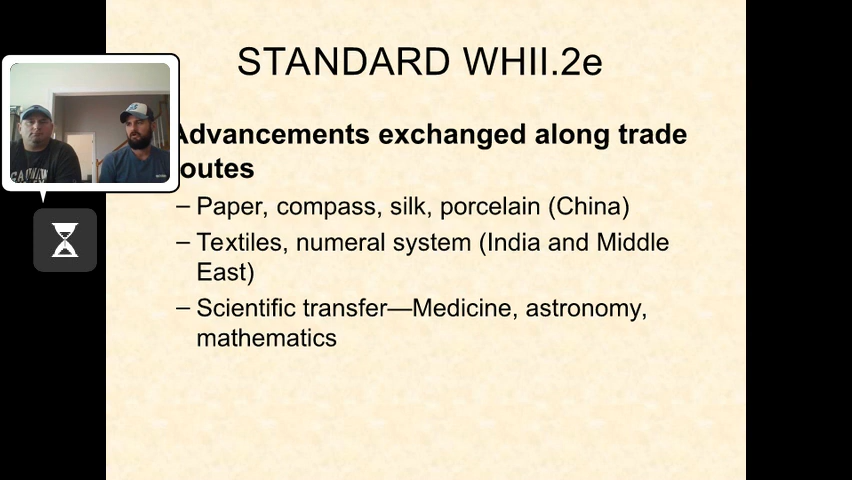 STANDARD WHII.2e
Advancements exchanged along trade
outes
– Paper, compass, silk, porcelain (China)
– Textiles, numeral system (India and Middle
East)
– Scientific transfer—Medicine, astronomy,
mathematics